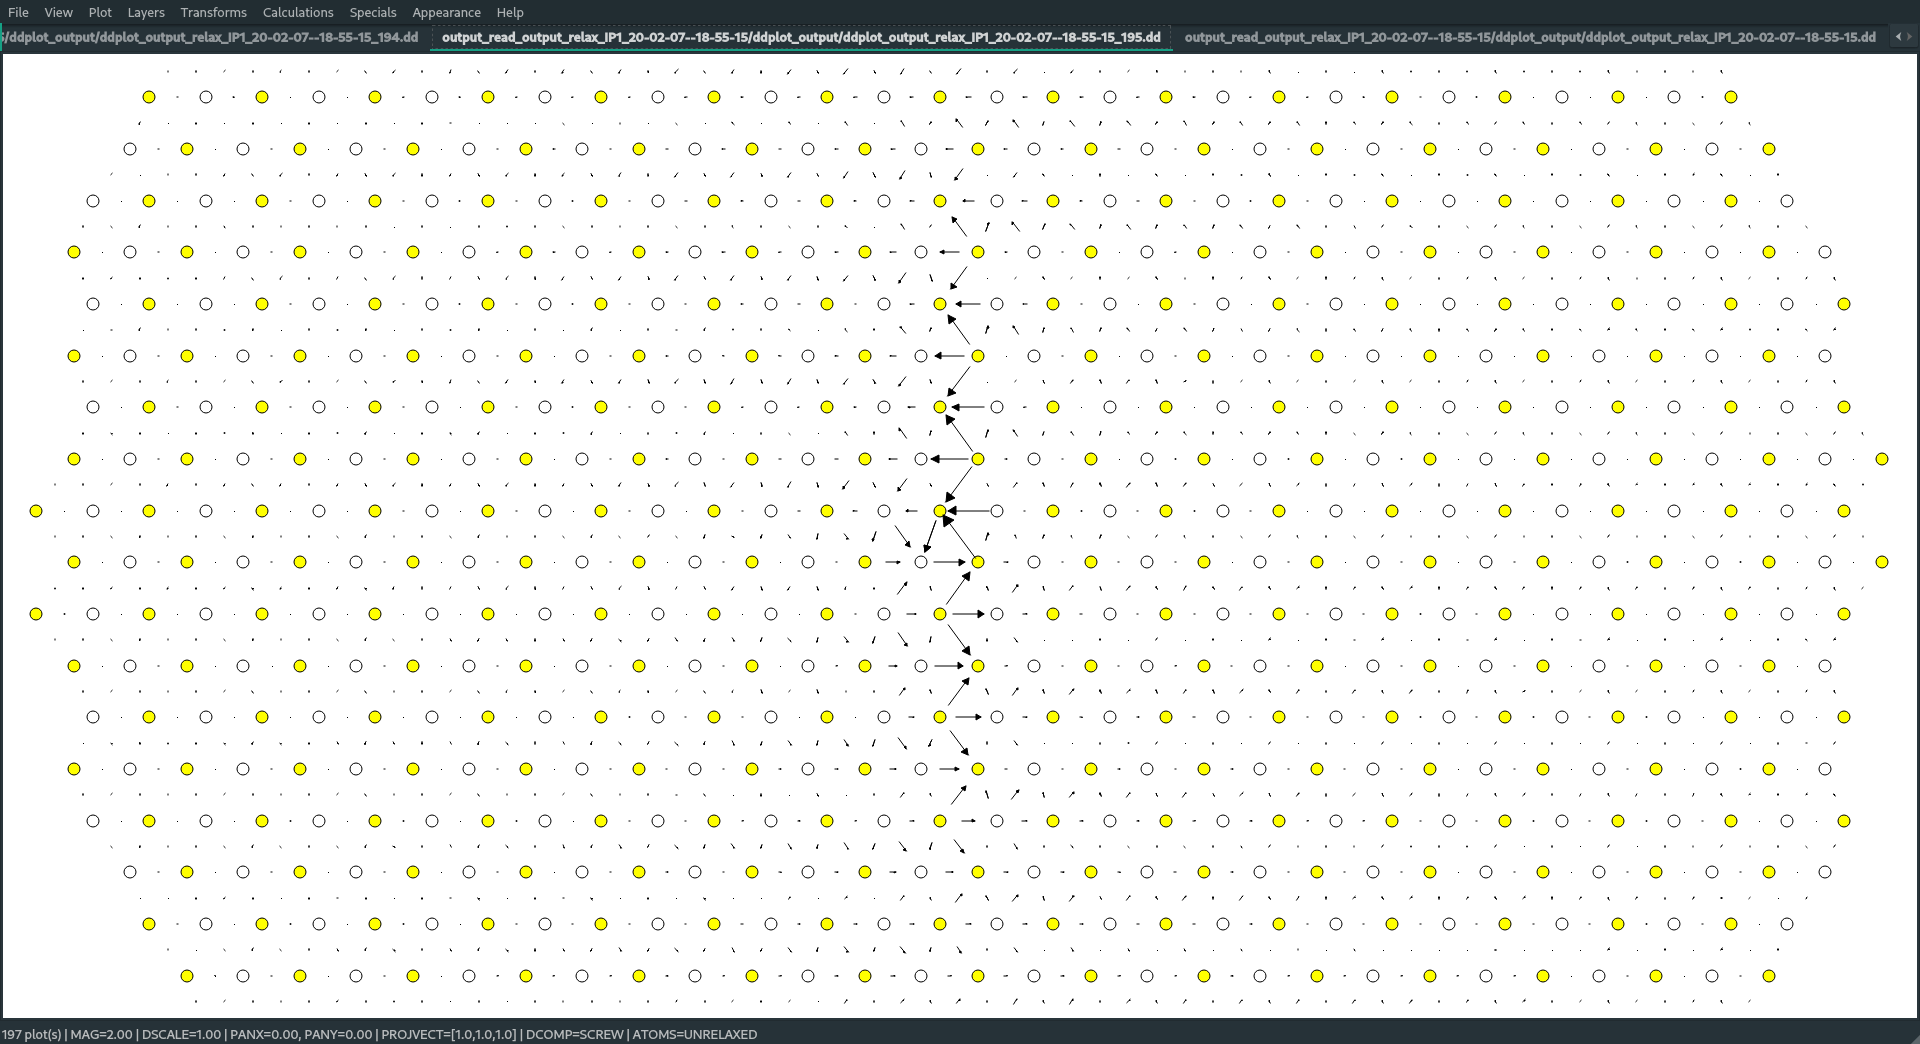 File View Plot Layers Transforms Calculations Specials Appearance Help
/ddplot_output/ddplot_output_relax_IP1_20-02-07--18-55-15_194.dd output_read_output_relax_IP1_20-02-07--18-55-15/ddplot_output/ddplot_output_relax_IP1_20-02-07--18-55-15_195.dd output_read_output_relax_IP1_20-02-07--18-55-15/ddplot_output/ddplot_output_relax_IP1_20-02-07--18-55-15.dd
197 plot(s) | MAG=2.00 | DSCALE=1.00 | PANX=0.00, PANY=0.00 | PROJVECT=[1.0,1.0,1.0] | DCOMP=SCREW | ATOMS=UNRELAXED